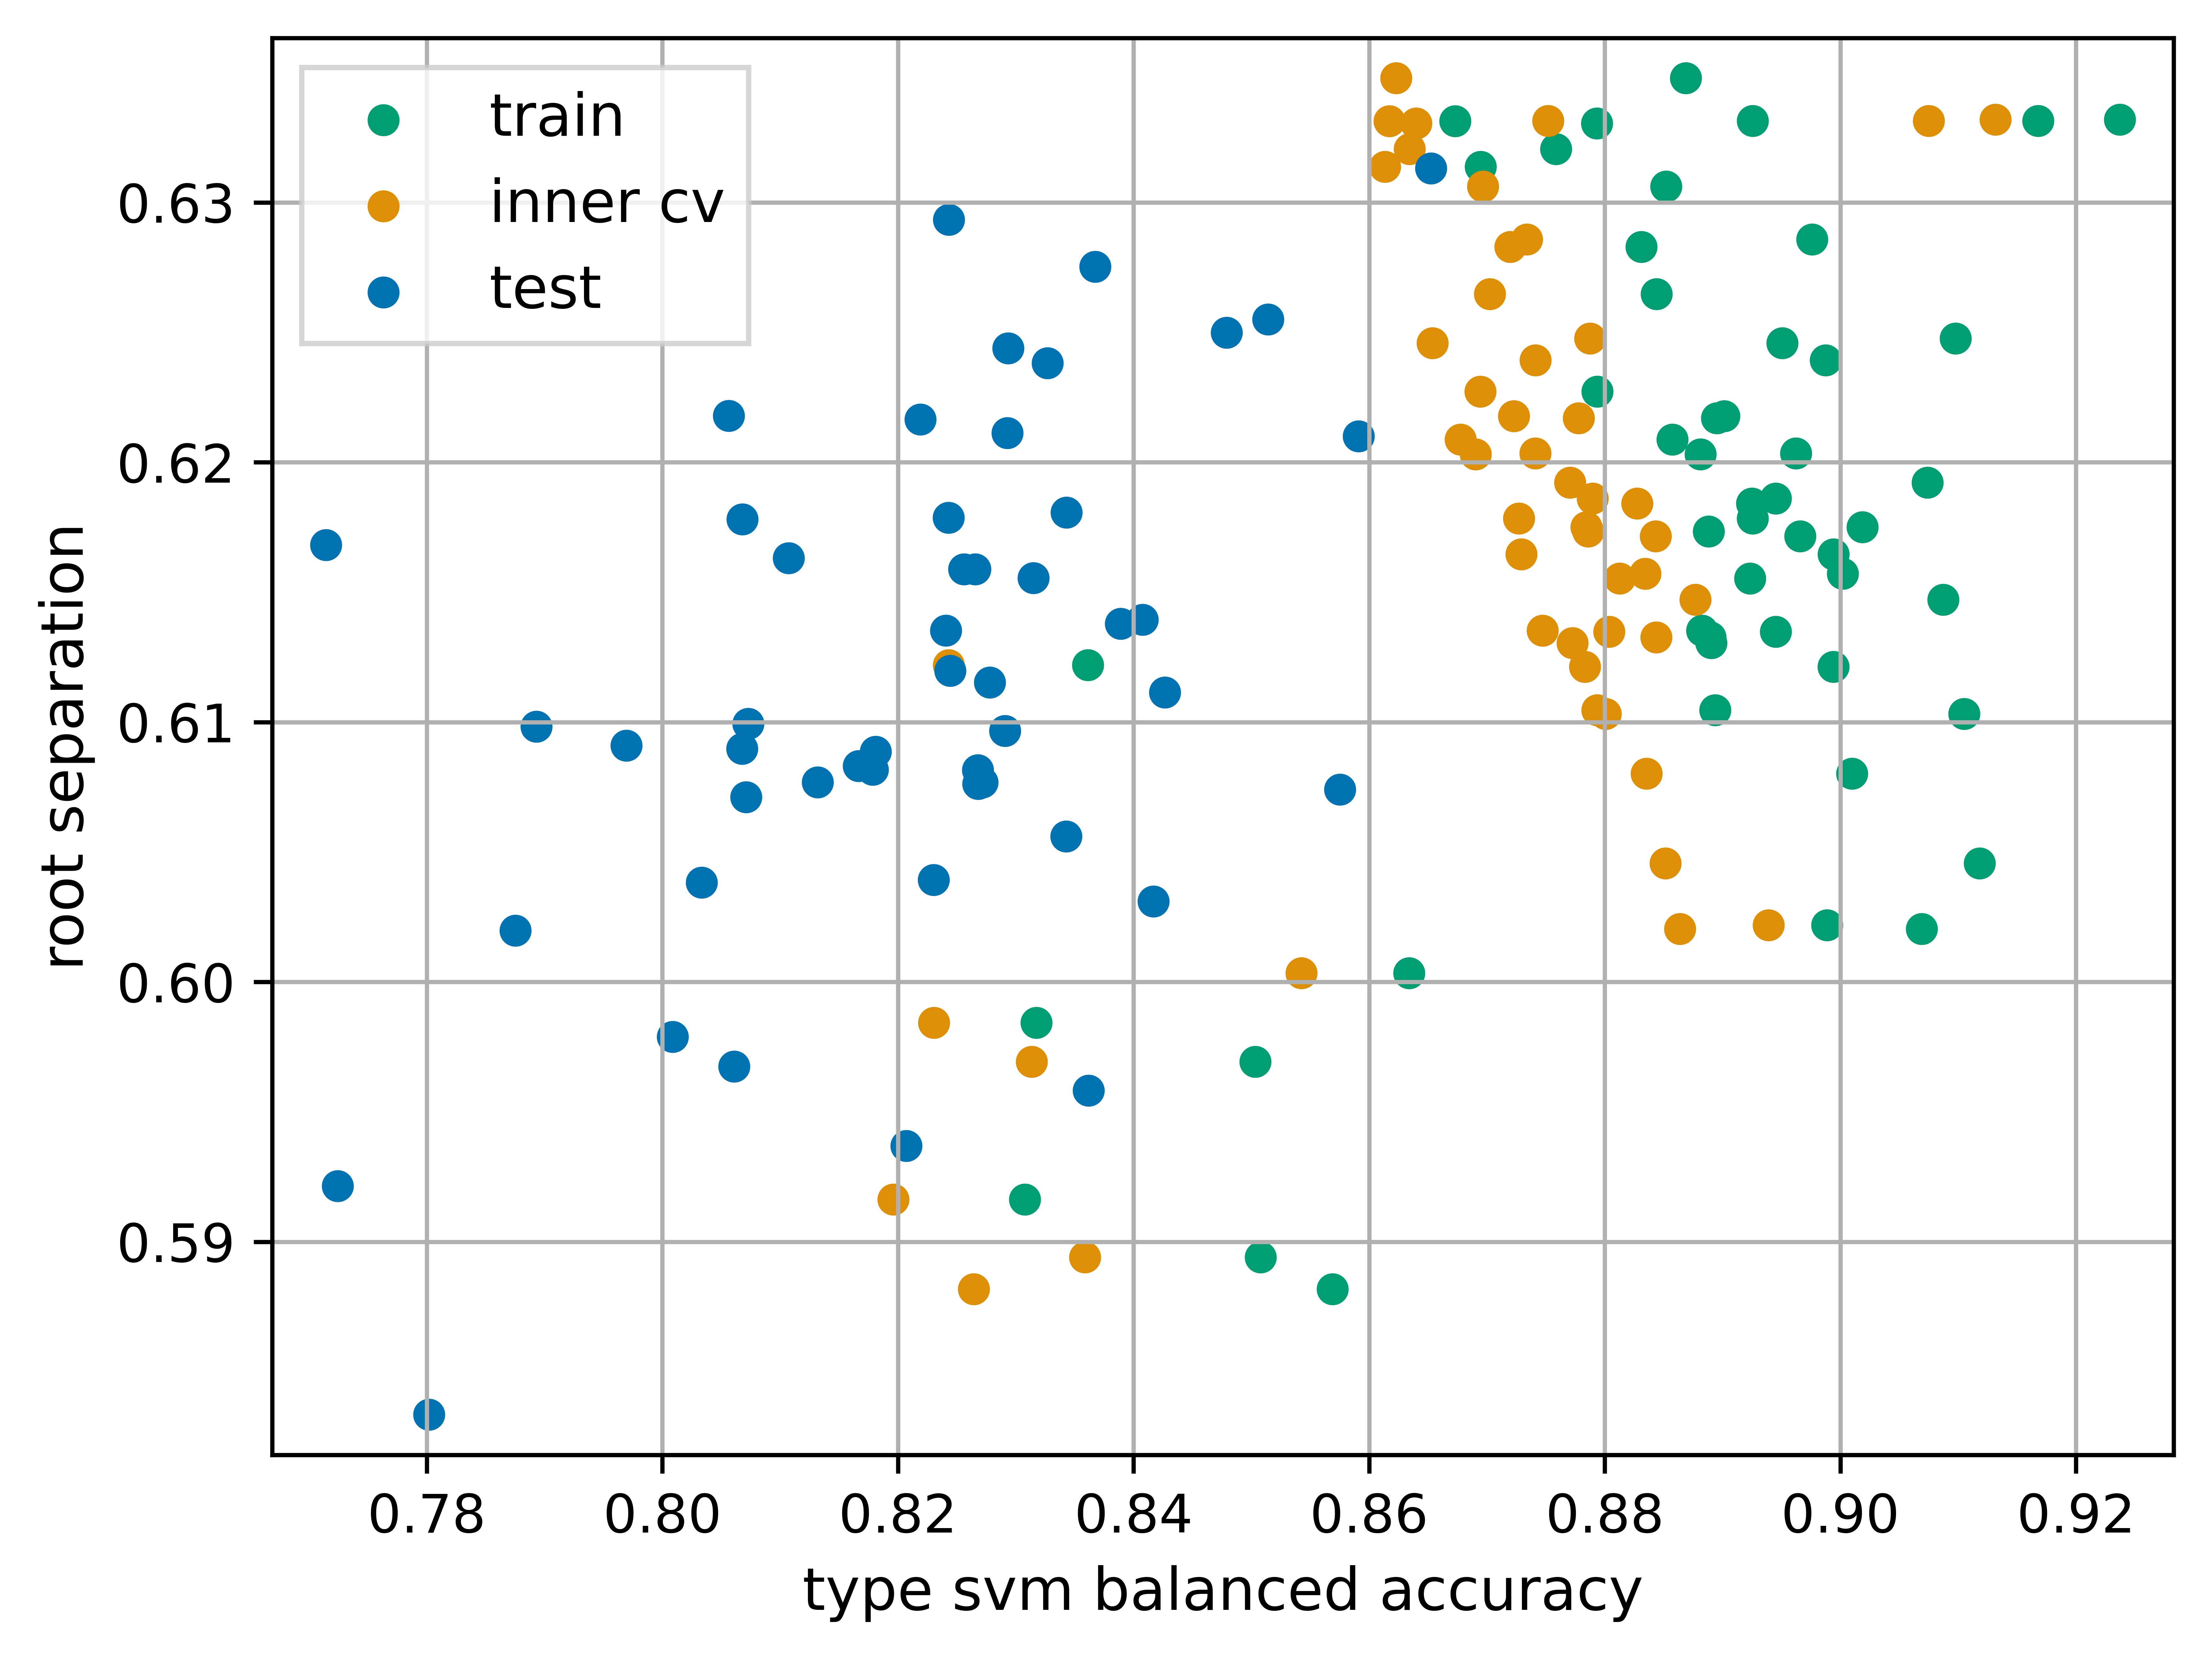 train
inner cv
test
root separation
0.63
0.62
0.61
0.60
0.59
0.78 0.80 0.82 0.84 0.86 0.88 0.90 0.92
type svm balanced accuracy